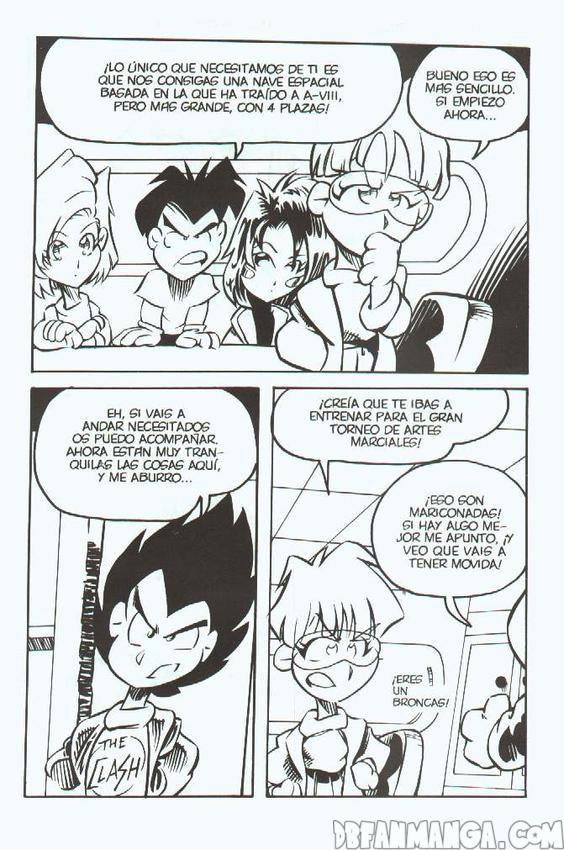 ¡LO ÚNICO QUE NECESITAMOS DE TI ES
QUE NOS CONSIGAS UNA NAVE ESPACIAL
BASADA EN LA QUE HA TRAÍDO A A-VIII,
PERO MAS GRANDE, CON 4 PLAZAS!
BUENO ESO ES
MAS SENCILLO.
SI EMPIEZO
AHORA...
EH, SI VAIS A
ANDAR NECESITADOS
OS PUEDO ACOMPAÑAR.
AHORA ESTÁN MUY TRAN-
QUILAS LAS COSAS AQUÍ,
Y ME ABURRO...
THE
CLASH
¡CREÍA QUE TE IBAS A
ENTRENAR PARA EL GRAN
TORNEO DE ARTES
MARCIALES!
¡ESO SON
MARICONADAS!
SI HAY ALGO ME-
JOR ME APUNTO, ¡Y
VEO QUE VAIS A
TENER MOVIDA!
¡ERES
UN
BRONCAS!
DBFANMANGA.COM